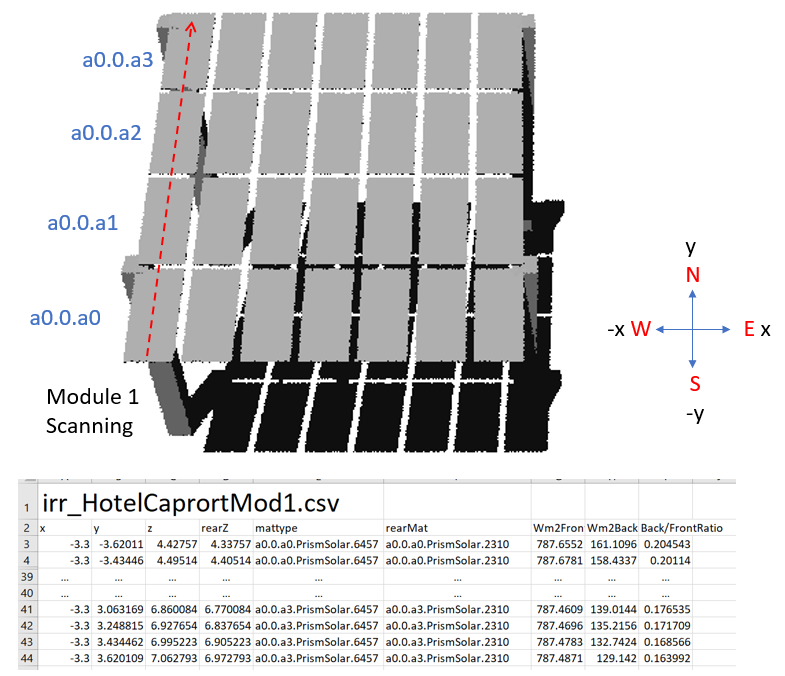 a0.0.a3
a0.0.a2
a0.0.a1
a0.0.a0
Module 1
Scanning
y
N
-x W E x
S
-y
1 irr_HotelCaprortMod1.csv
2 x y z rearZ mattype rearMat Wm2Fron Wm2Back Back/FrontRatio
3 -3.3 -3.62011 4.42757 4.33757 a0.0.a0.PrismSolar.6457 a0.0.a0.PrismSolar.2310 787.6552 161.1096 0.204543
4 -3.3 -3.43446 4.49514 4.40514 a0.0.a0.PrismSolar.6457 a0.0.a0.PrismSolar.2310 787.6781 158.4337 0.20114
39 ... ... ... ... ... ... ... ... ...
40 ... ... ... ... ... ... ... ... ...
41 -3.3 3.063169 6.860084 6.770084 a0.0.a3.PrismSolar.6457 a0.0.a3.PrismSolar.2310 787.4609 139.0144 0.176535
42 -3.3 3.248815 6.927654 6.837654 a0.0.a3.PrismSolar.6457 a0.0.a3.PrismSolar.2310 787.4696 135.2156 0.171709
43 -3.3 3.434462 6.995223 6.905223 a0.0.a3.PrismSolar.6457 a0.0.a3.PrismSolar.2310 787.4783 132.7424 0.168566
44 -3.3 3.620109 7.062793 6.972793 a0.0.a3.PrismSolar.6457 a0.0.a3.PrismSolar.2310 787.4871 129.142 0.163992